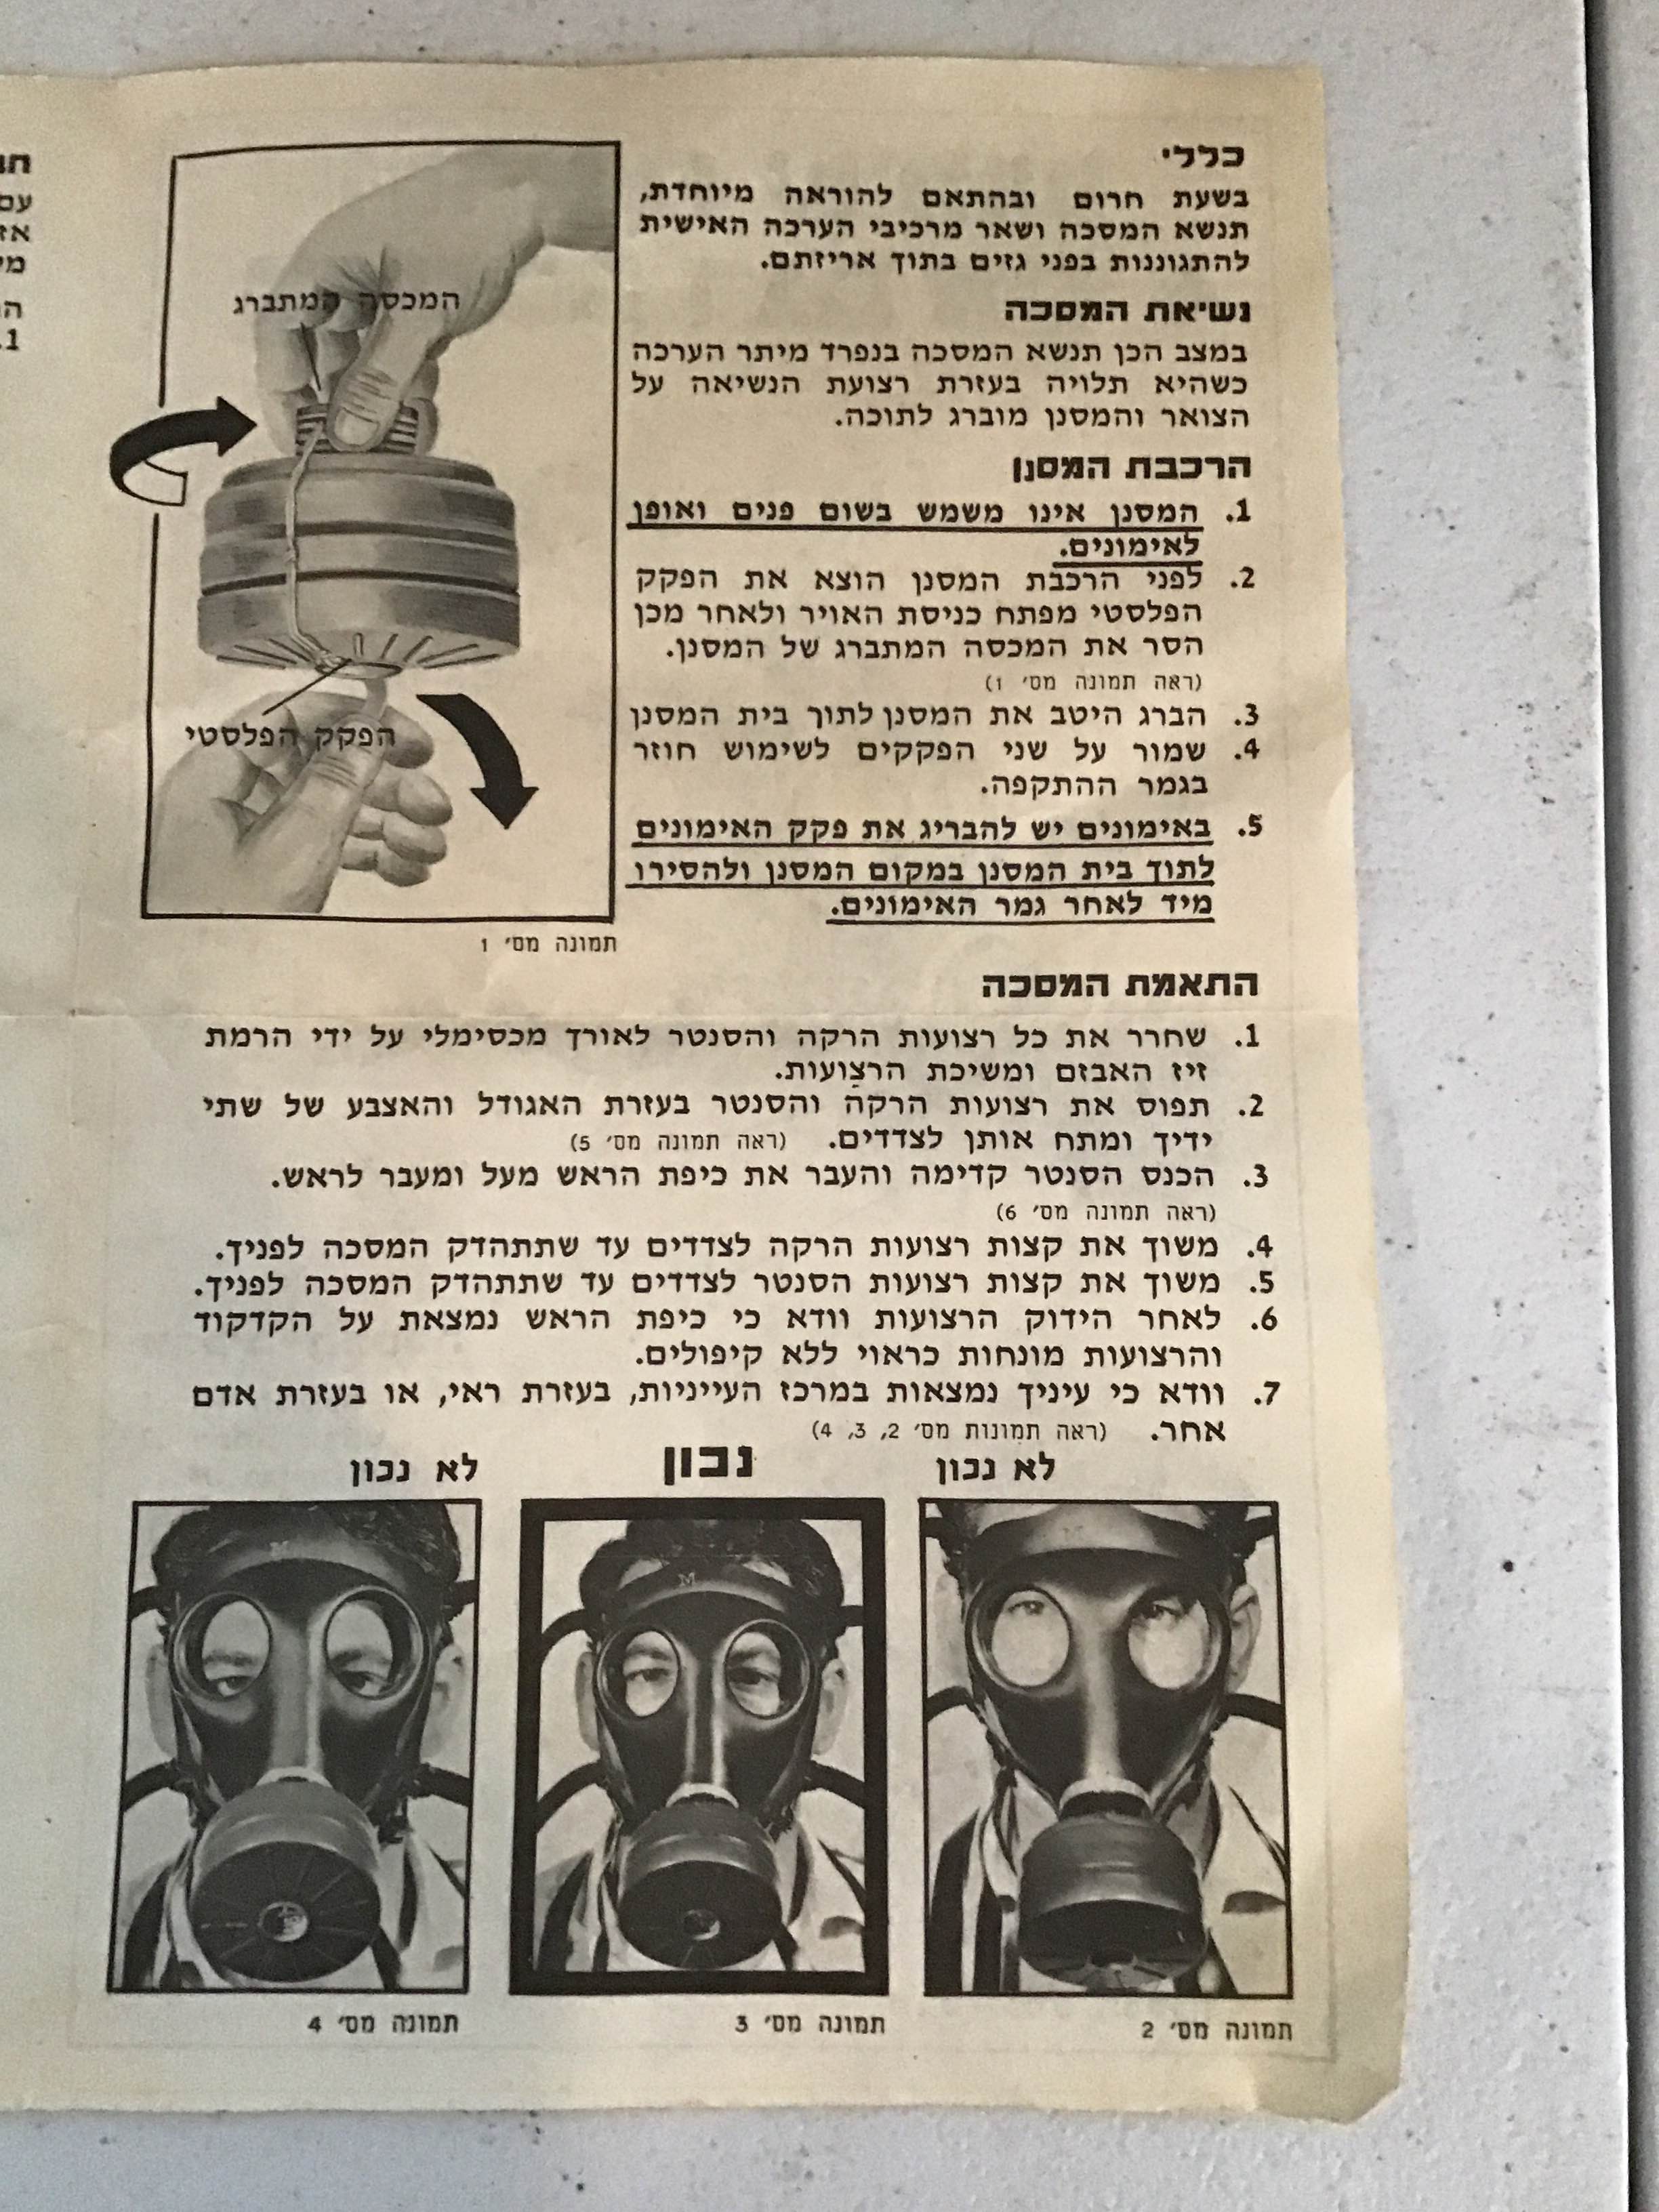 כללי
בשעת חרום ובהתאם להוראה מיוחדת,
תנשא המסכה ושאר מרכיבי הערכה האישית
להתגוננות בפני גזים בתוך אריזתם.
נשיאת המסכה
במצב הכן תנשא המסכה בנפרד מיתר הערכה
כשהיא תלויה בעזרת רצועת הנשיאה על
הצואר והמסנן מוברג לתוכה.
הרכבת המסנן
1. המסנן אינו משמש בשום פנים ואופן
לאימונים.
2. לפני הרכבת המסנן הוצא את הפקק
הפלסטי מפתח כניסת האויר ולאחר מכן
הסר את המכסה המתברג של המסנן.
(ראה תמונה מס׳ 1)
3. הברג היטב את המסנן לתוך בית המסנן
4. שמור על שני הפקקים לשימוש חוזר
בגמר ההתקפה.
5. באימונים יש להבריג את פקק האימונים
לתוך בית המסנן במקום המסנן ולהסירו
מיד לאחר גמר האימונים.
המכסה המתברג
הפקק הפלסטי
תמונה מס׳ 1
התאמת המסכה
1. שחרר את כל רצועות הרקה והסנטר לאורך מכסימלי על ידי הרמת
זיז האבזם ומשיכת הרצועות.
2. תפוס את רצועות הרקה והסנטר בעזרת האגודל והאצבע של שתי
ידיך ומתח אותן לצדדים. (ראה תמונה מס׳ 5)
3. הכנס הסנטר קדימה והעבר את כיפת הראש מעל ומעבר לראש.
(ראה תמונה מס׳ 6)
4. משוך את קצות רצועות הרקה לצדדים עד שתתהדק המסכה לפניך.
5. משוך את קצות רצועות הסנטר לצדדים עד שתתהדק המסכה לפניך.
6. לאחר הידוק הרצועות וודא כי כיפת הראש נמצאת על הקדקוד
והרצועות מונחות כראוי ללא קיפולים.
7. וודא כי עיניך נמצאות במרכז העייניות, בעזרת ראי, או בעזרת אדם
אחר. (ראה תמונות מס׳ 2, 3, 4)
לא נכון
נכון
לא נכון
M
M
תמונה מס׳ 2
תמונה מס׳ 3
תמונה מס׳ 4
1.